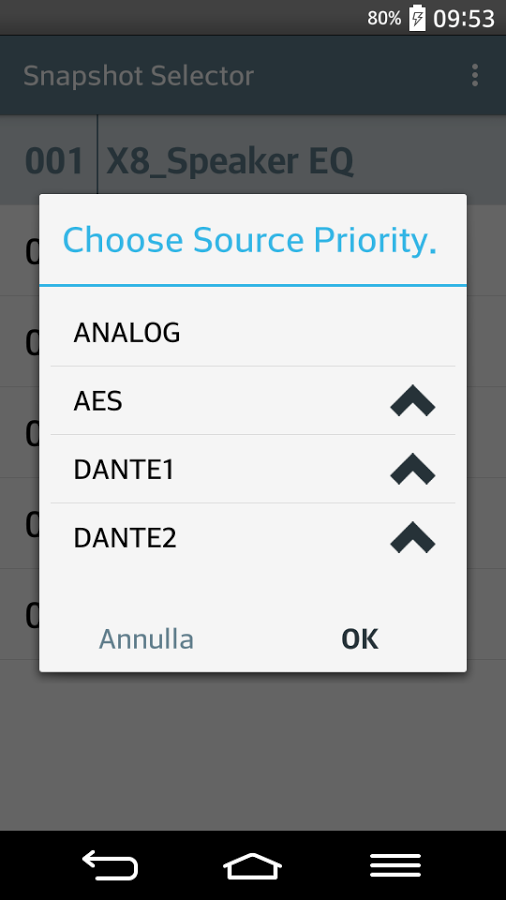 80% 09:53
Snapshot Selector
001 X8_Speaker EQ
Choose Source Priority.
ANALOG
AES
DANTE1
DANTE2
Annulla OK